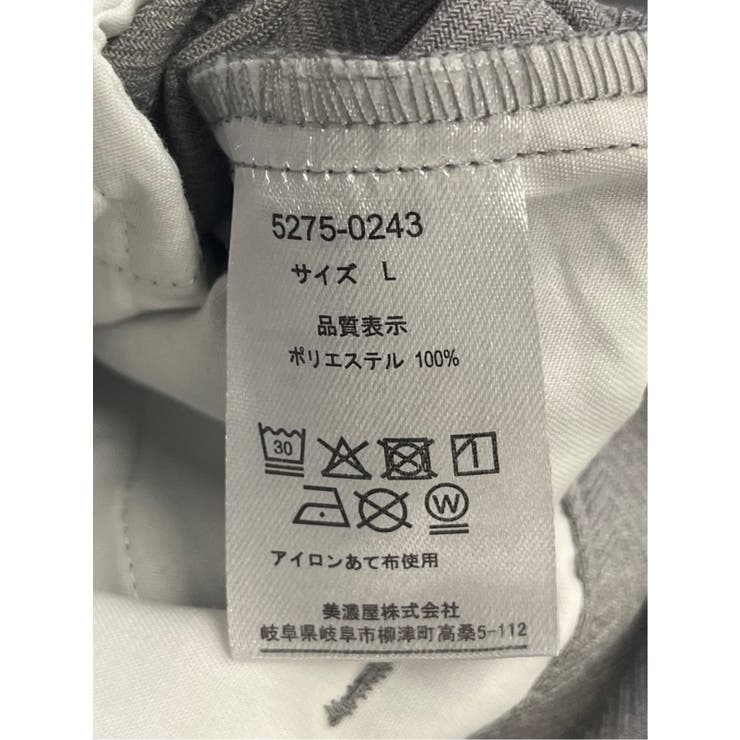 5275-0243
サイズ L
品質表示
ポリエステル 100%
30
W
アイロンあて布使用
美濃屋株式会社
岐阜県岐阜市柳津町高桑5-112